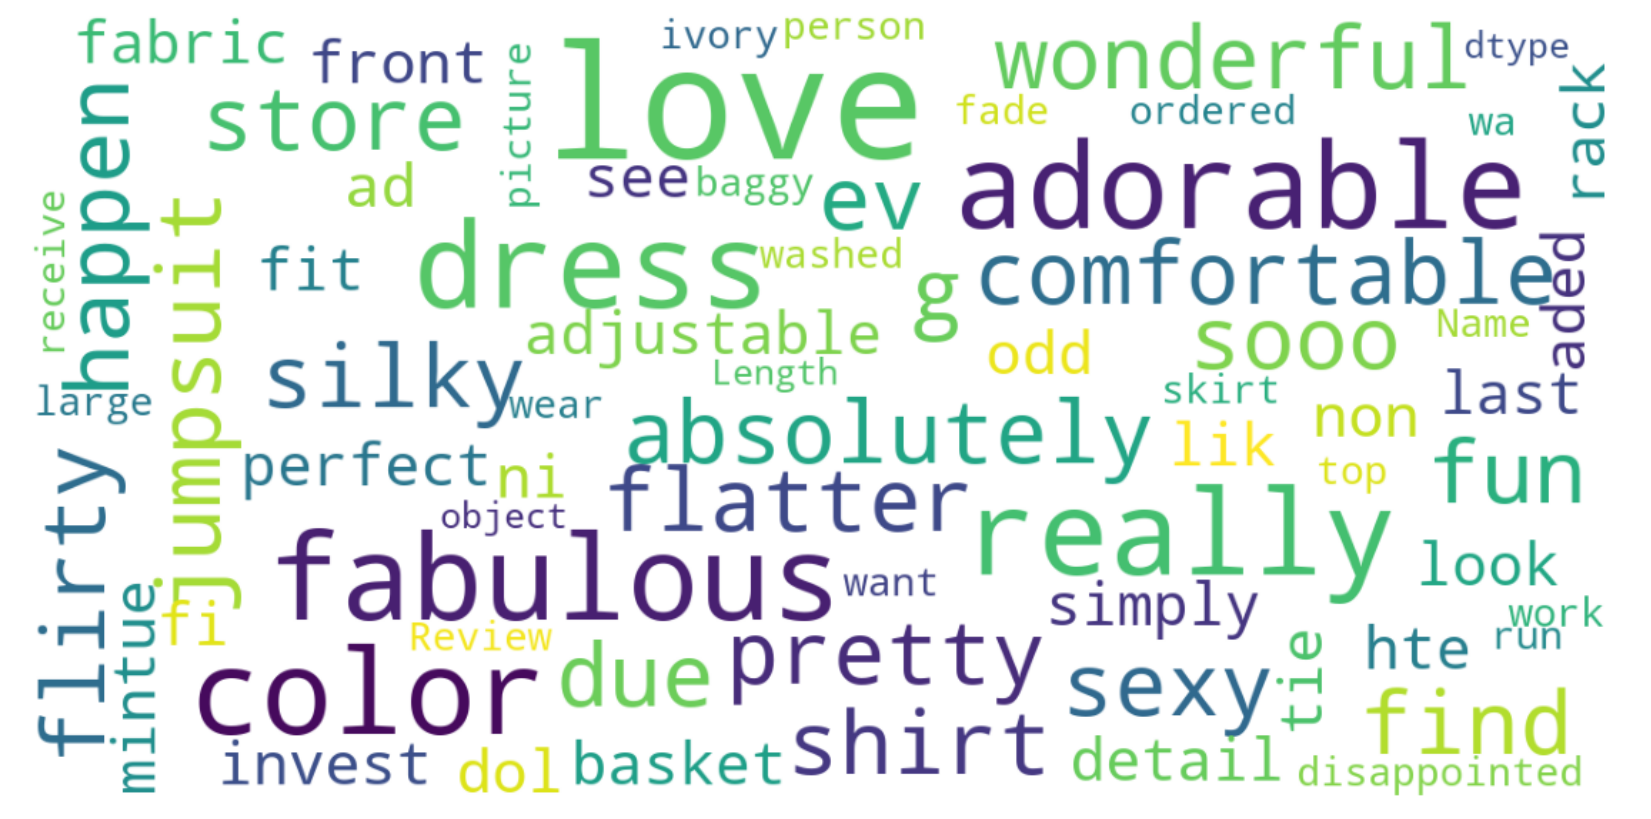 fabric
front
ivory
person
wonderful
dtype
love
store
picture
fade
ordered
wa
rack
happen
ad
see
baggy
ev
adorable
receive
jumpsuit
fit
dress
washed
g
comfortable
added
silky
adjustable
odd
sooo
Name
large
wear
Length
skirt
last
absolutely
lik
non
perfect
ni
flatter
top
fun
flirty
object
really
fabulous
want
simply
look
mintue
fi
Review
work
color
due
pretty
sexy
tie
hte
run
find
invest
dol
basket
shirt
detail
disappointed